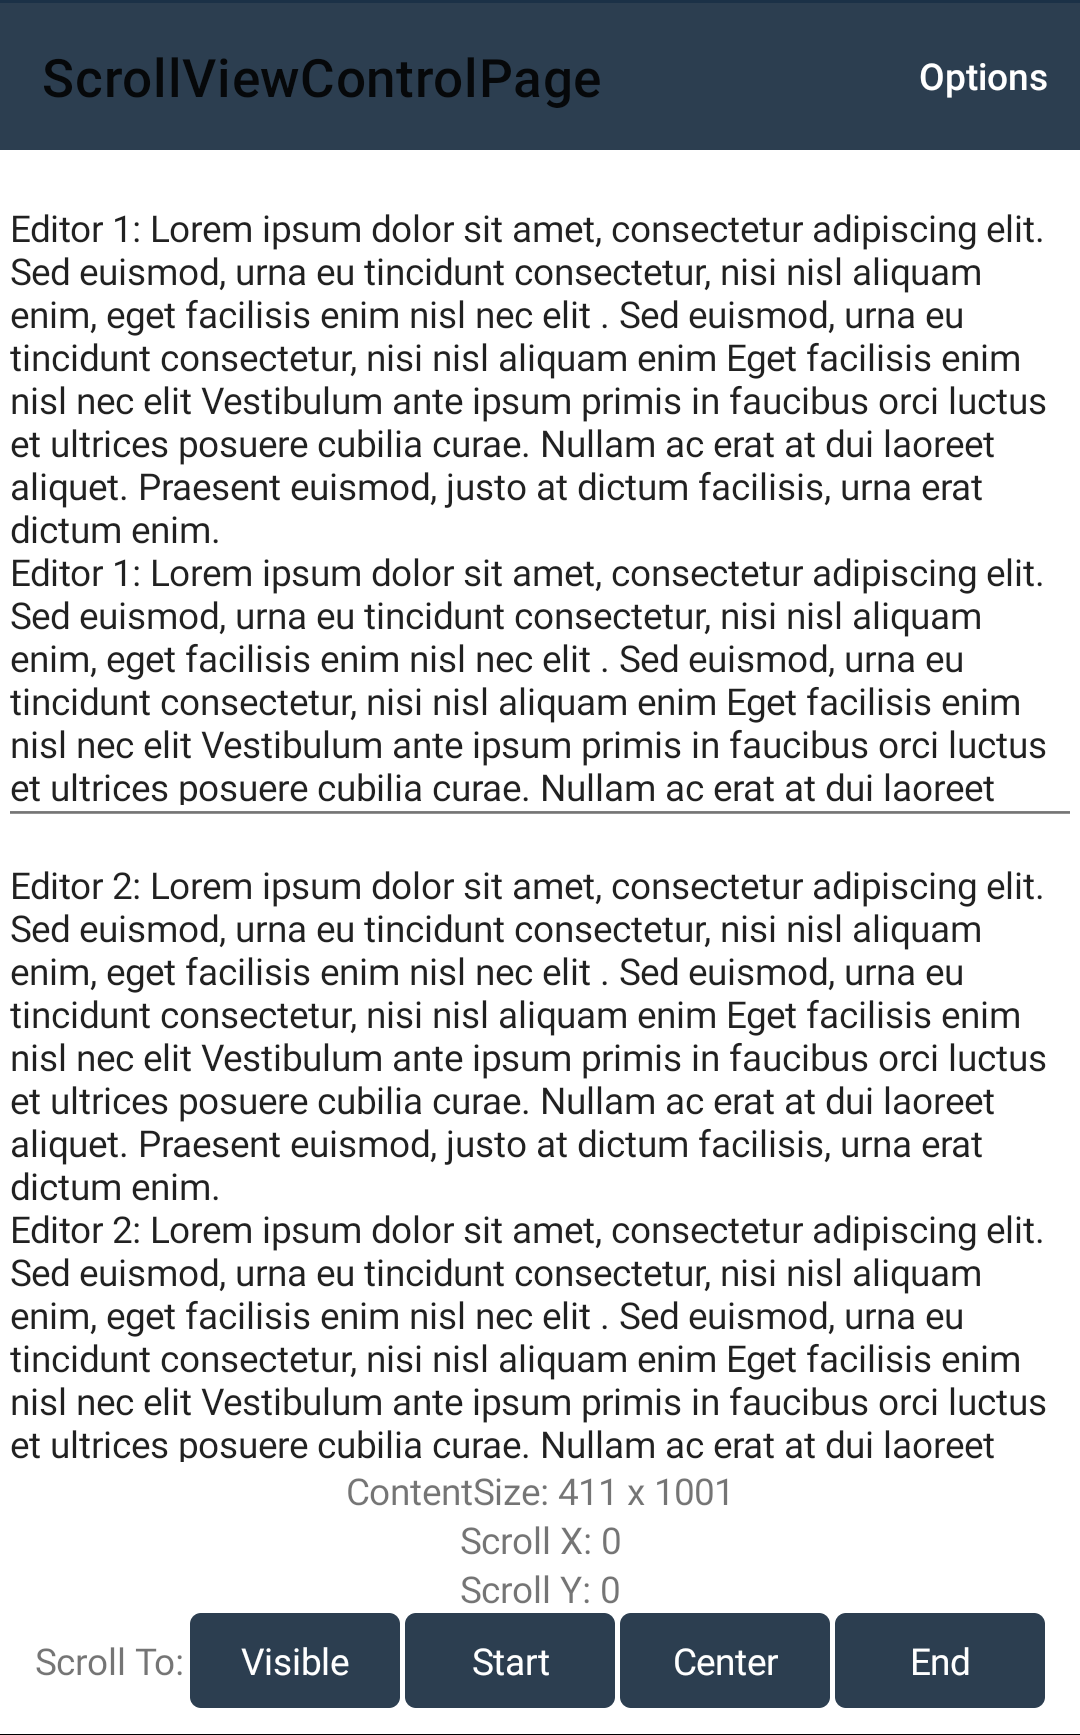 ScrollViewControlPage
Options
Editor 1: Lorem ipsum dolor sit amet, consectetur adipiscing elit.
Sed euismod, urna eu tincidunt consectetur, nisi nisl aliquam
enim, eget facilisis enim nisl nec elit . Sed euismod, urna eu
tincidunt consectetur, nisi nisl aliquam enim Eget facilisis enim
nisl nec elit Vestibulum ante ipsum primis in faucibus orci luctus
et ultrices posuere cubilia curae. Nullam ac erat at dui laoreet
aliquet. Praesent euismod, justo at dictum facilisis, urna erat
dictum enim.
Editor 1: Lorem ipsum dolor sit amet, consectetur adipiscing elit.
Sed euismod, urna eu tincidunt consectetur, nisi nisl aliquam
enim, eget facilisis enim nisl nec elit . Sed euismod, urna eu
tincidunt consectetur, nisi nisl aliquam enim Eget facilisis enim
nisl nec elit Vestibulum ante ipsum primis in faucibus orci luctus
et ultrices posuere cubilia curae. Nullam ac erat at dui laoreet
Editor 2: Lorem ipsum dolor sit amet, consectetur adipiscing elit.
Sed euismod, urna eu tincidunt consectetur, nisi nisl aliquam
enim, eget facilisis enim nisl nec elit . Sed euismod, urna eu
tincidunt consectetur, nisi nisl aliquam enim Eget facilisis enim
nisl nec elit Vestibulum ante ipsum primis in faucibus orci luctus
et ultrices posuere cubilia curae. Nullam ac erat at dui laoreet
aliquet. Praesent euismod, justo at dictum facilisis, urna erat
dictum enim.
Editor 2: Lorem ipsum dolor sit amet, consectetur adipiscing elit.
Sed euismod, urna eu tincidunt consectetur, nisi nisl aliquam
enim, eget facilisis enim nisl nec elit . Sed euismod, urna eu
tincidunt consectetur, nisi nisl aliquam enim Eget facilisis enim
nisl nec elit Vestibulum ante ipsum primis in faucibus orci luctus
et ultrices posuere cubilia curae. Nullam ac erat at dui laoreet
ContentSize: 411 x 1001
Scroll X: 0
Scroll Y: 0
Scroll To: Visible Start Center End